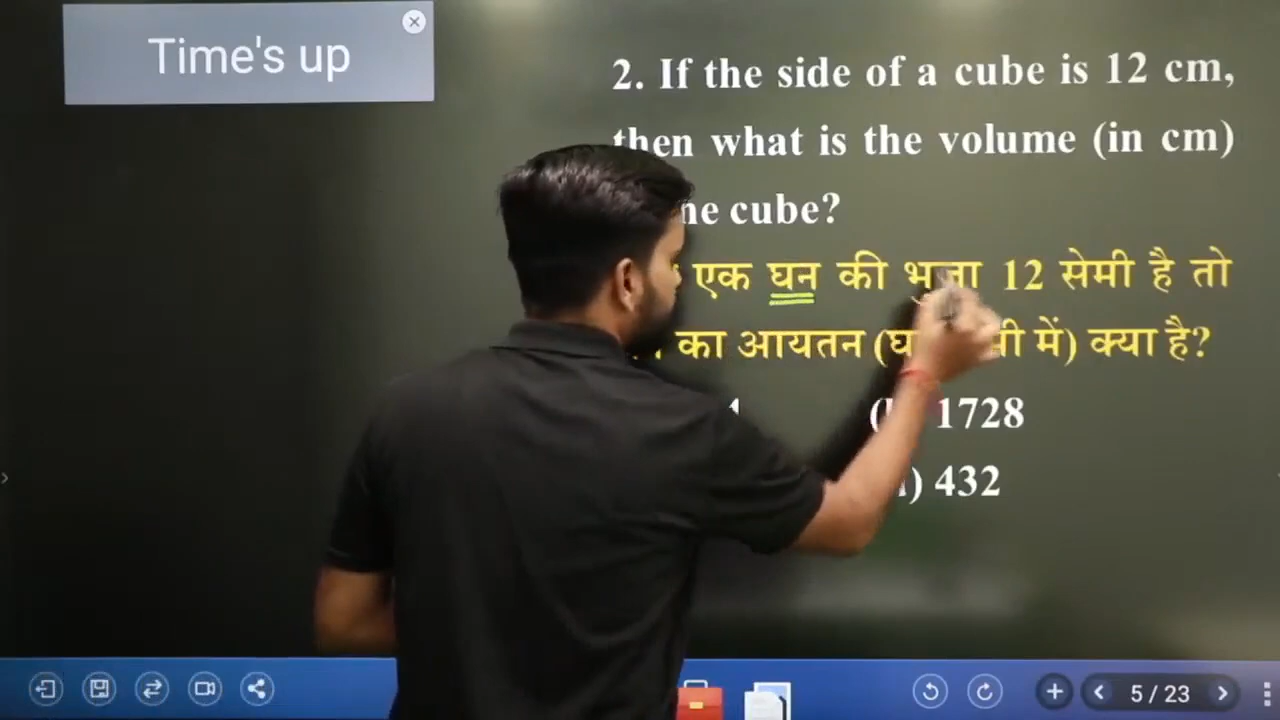 Time's up
2. If the side of a cube is 12 cm,
then what is the volume (in cm)
cube?
एक घन की भुजा 12 सेमी है तो
का आयतन में) क्या है?
1728
432
5 / 23